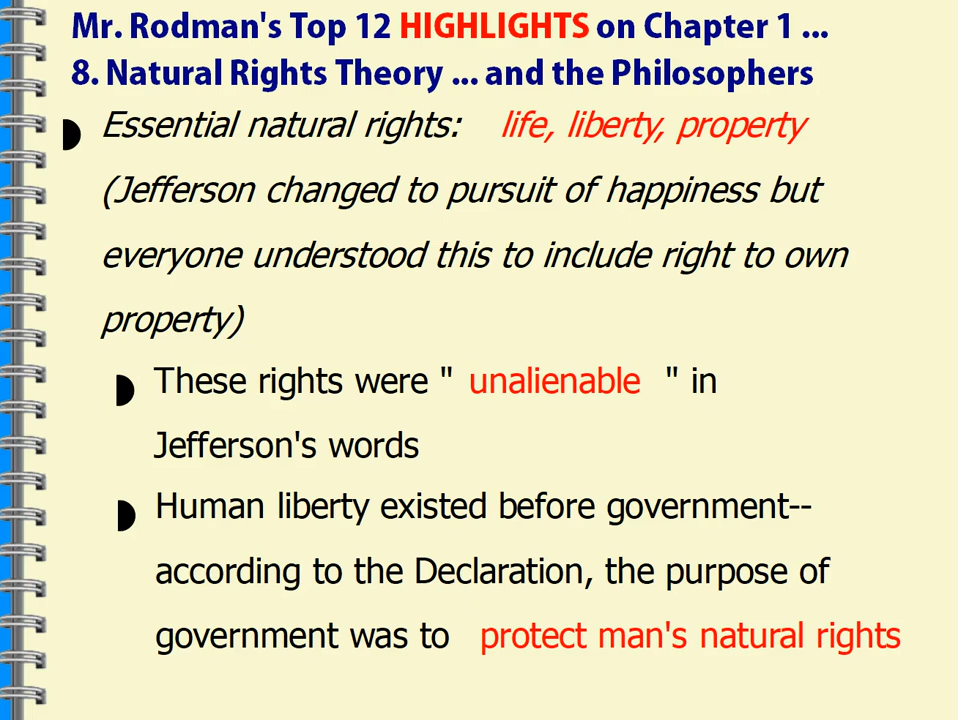 Mr. Rodman's Top 12 HIGHLIGHTS on Chapter 1 ...
8. Natural Rights Theory ... and the Philosophers
Essential natural rights: life, liberty, property
(Jefferson changed to pursuit of happiness but
everyone understood this to include right to own
property)
These rights were " unalienable " in
Jefferson's words
Human liberty existed before government--
according to the Declaration, the purpose of
government was to protect man's natural rights